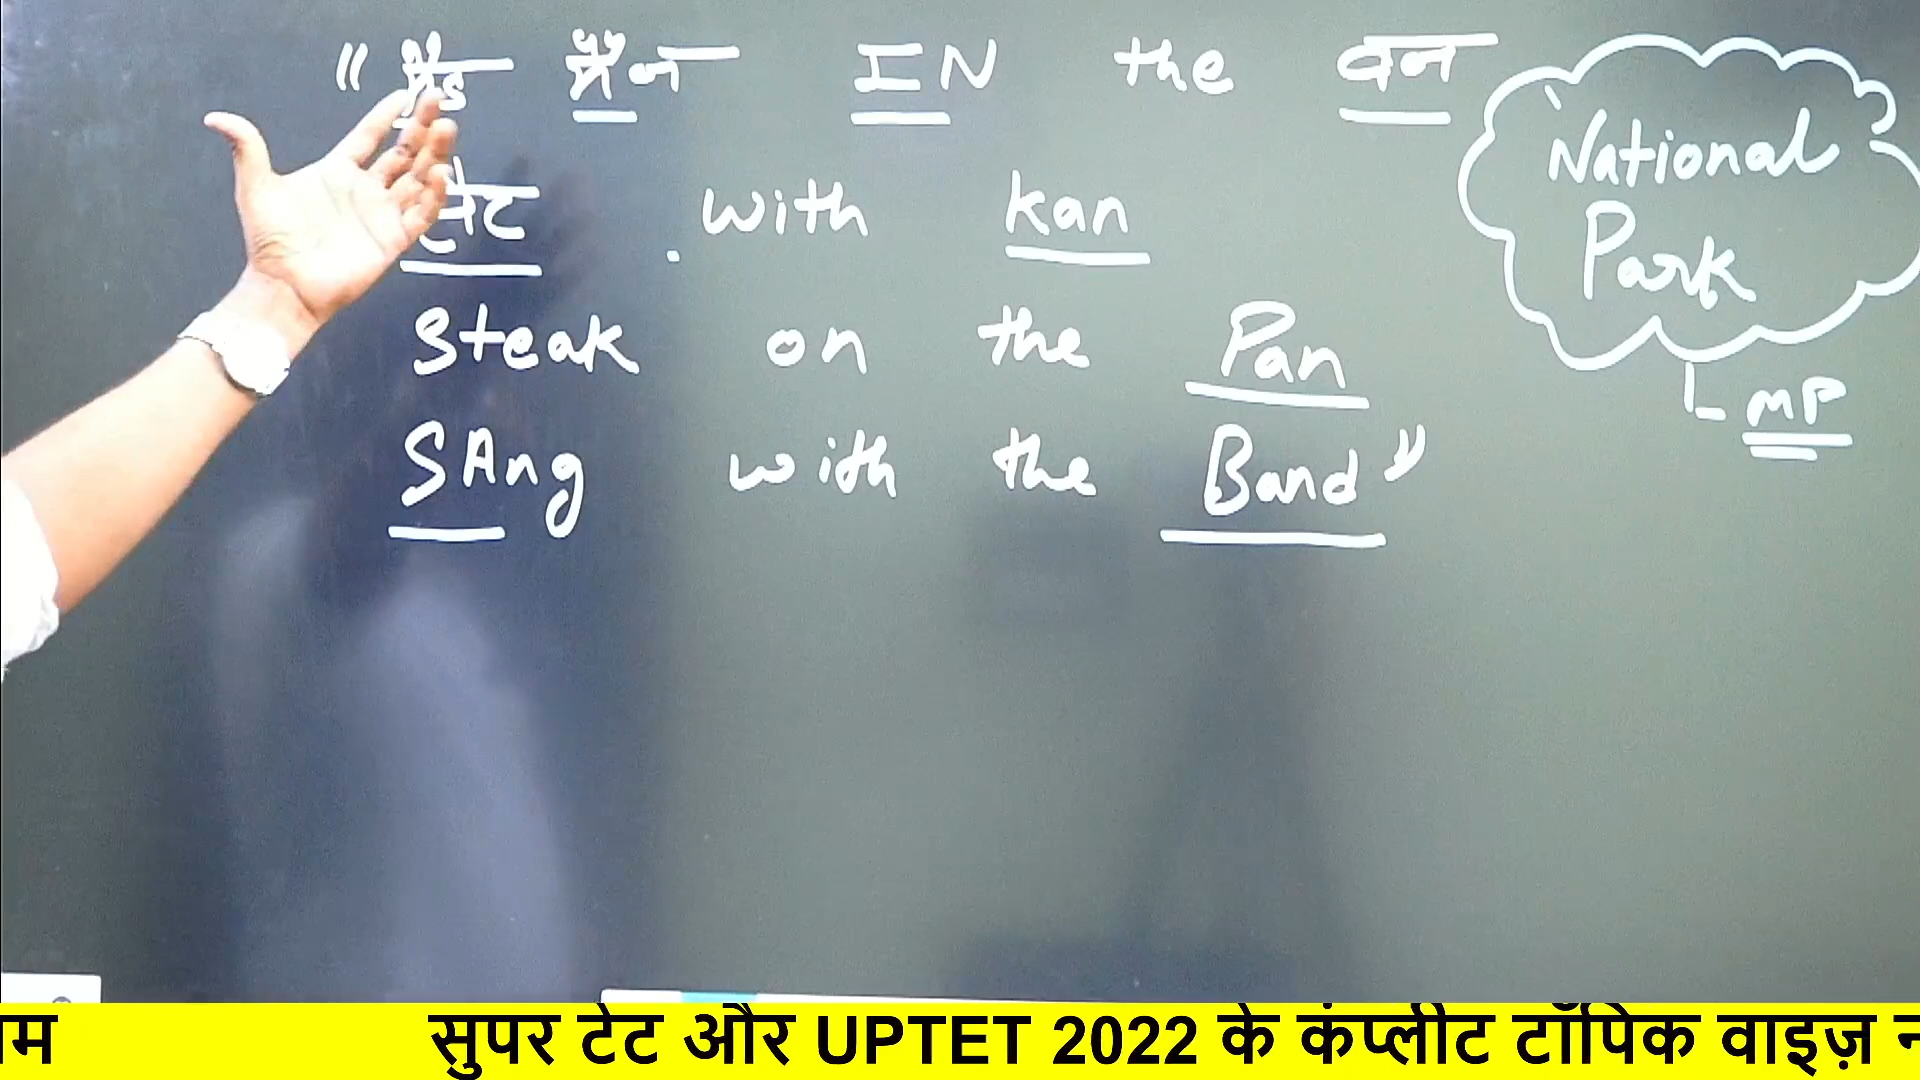 " मैन IN the वन
with kan
Steak on the Pan
SAng with the Band"
National
Park
MP
सुपर टेट और UPTET 2022 के कंप्लीट टॉपिक वाइज़